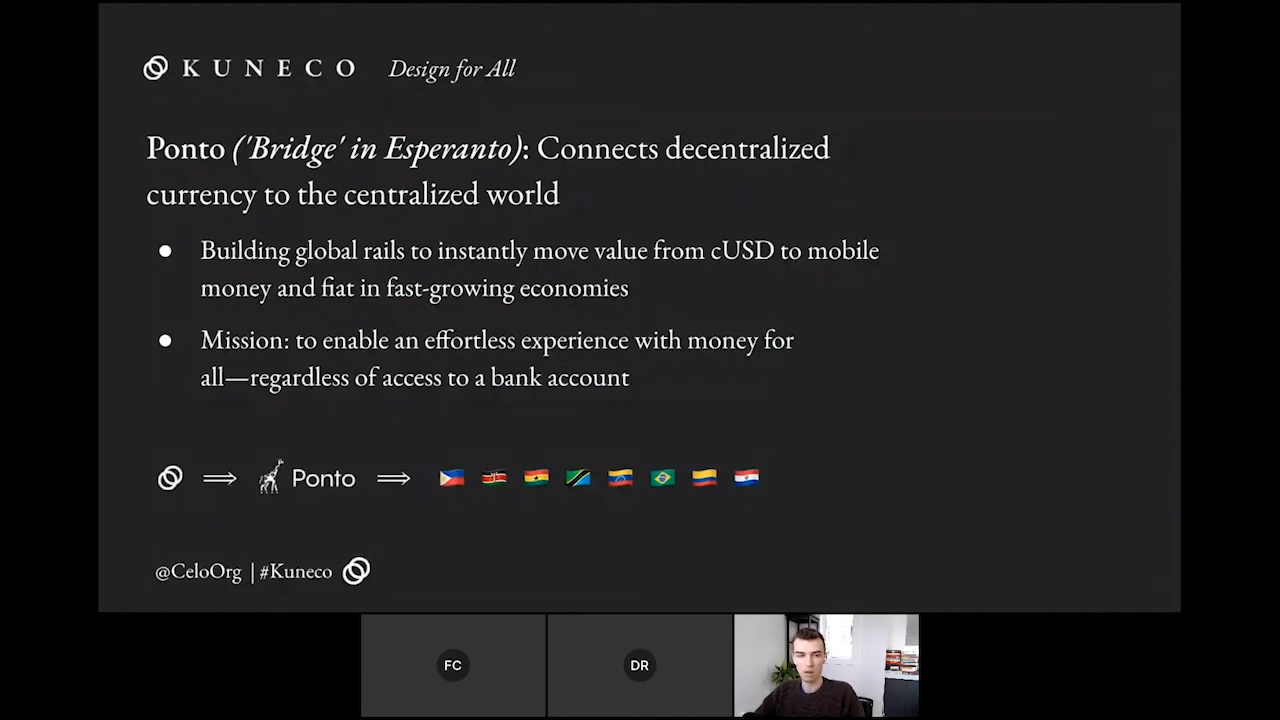 KUNECO Design for All
Ponto ('Bridge' in Esperanto): Connects decentralized
currency to the centralized world
● Building global rails to instantly move value from cUSD to mobile
money and fiat in fast-growing economies
● Mission: to enable an effortless experience with money for
all—regardless of access to a bank account
Ponto
@CeloOrg | #Kuneco
FC
DR